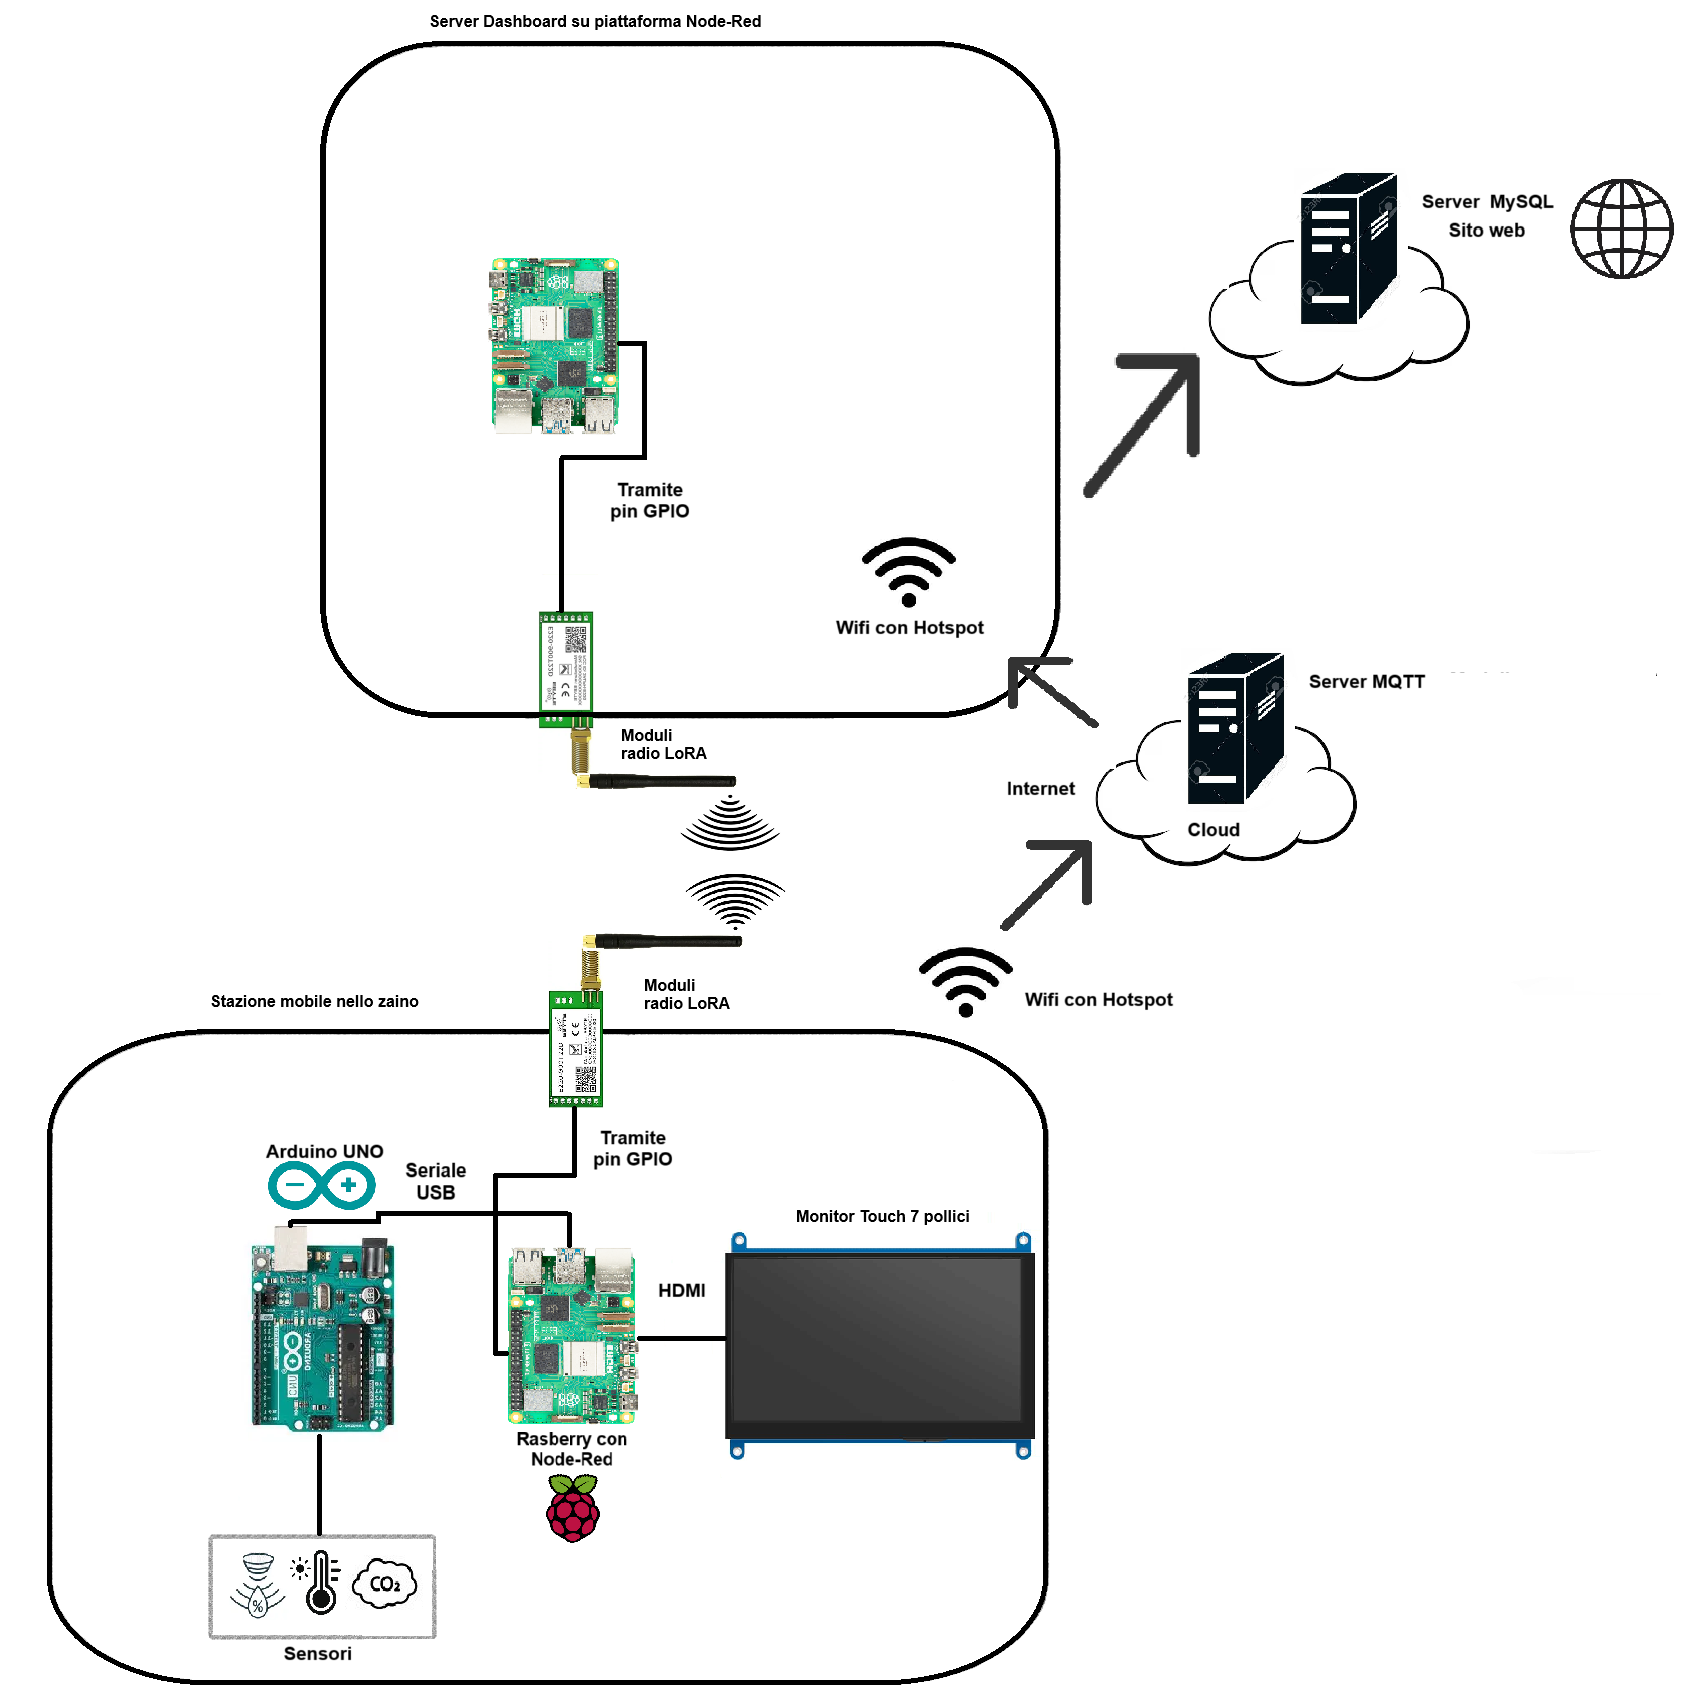 Server Dashboard su piattaforma Node-Red
Server MySQL
Sito web
Tramite
pin GPIO
Wifi con Hotspot
Server MQTT
Moduli
radio LoRA
Internet
Cloud
Moduli
radio LoRA
Stazione mobile nello zaino
Wifi con Hotspot
Arduino UNO
Seriale
USB
Tramite
pin GPIO
Monitor Touch 7 pollici
HDMI
Rasberry con
Node-Red
%
CO₂
Sensori